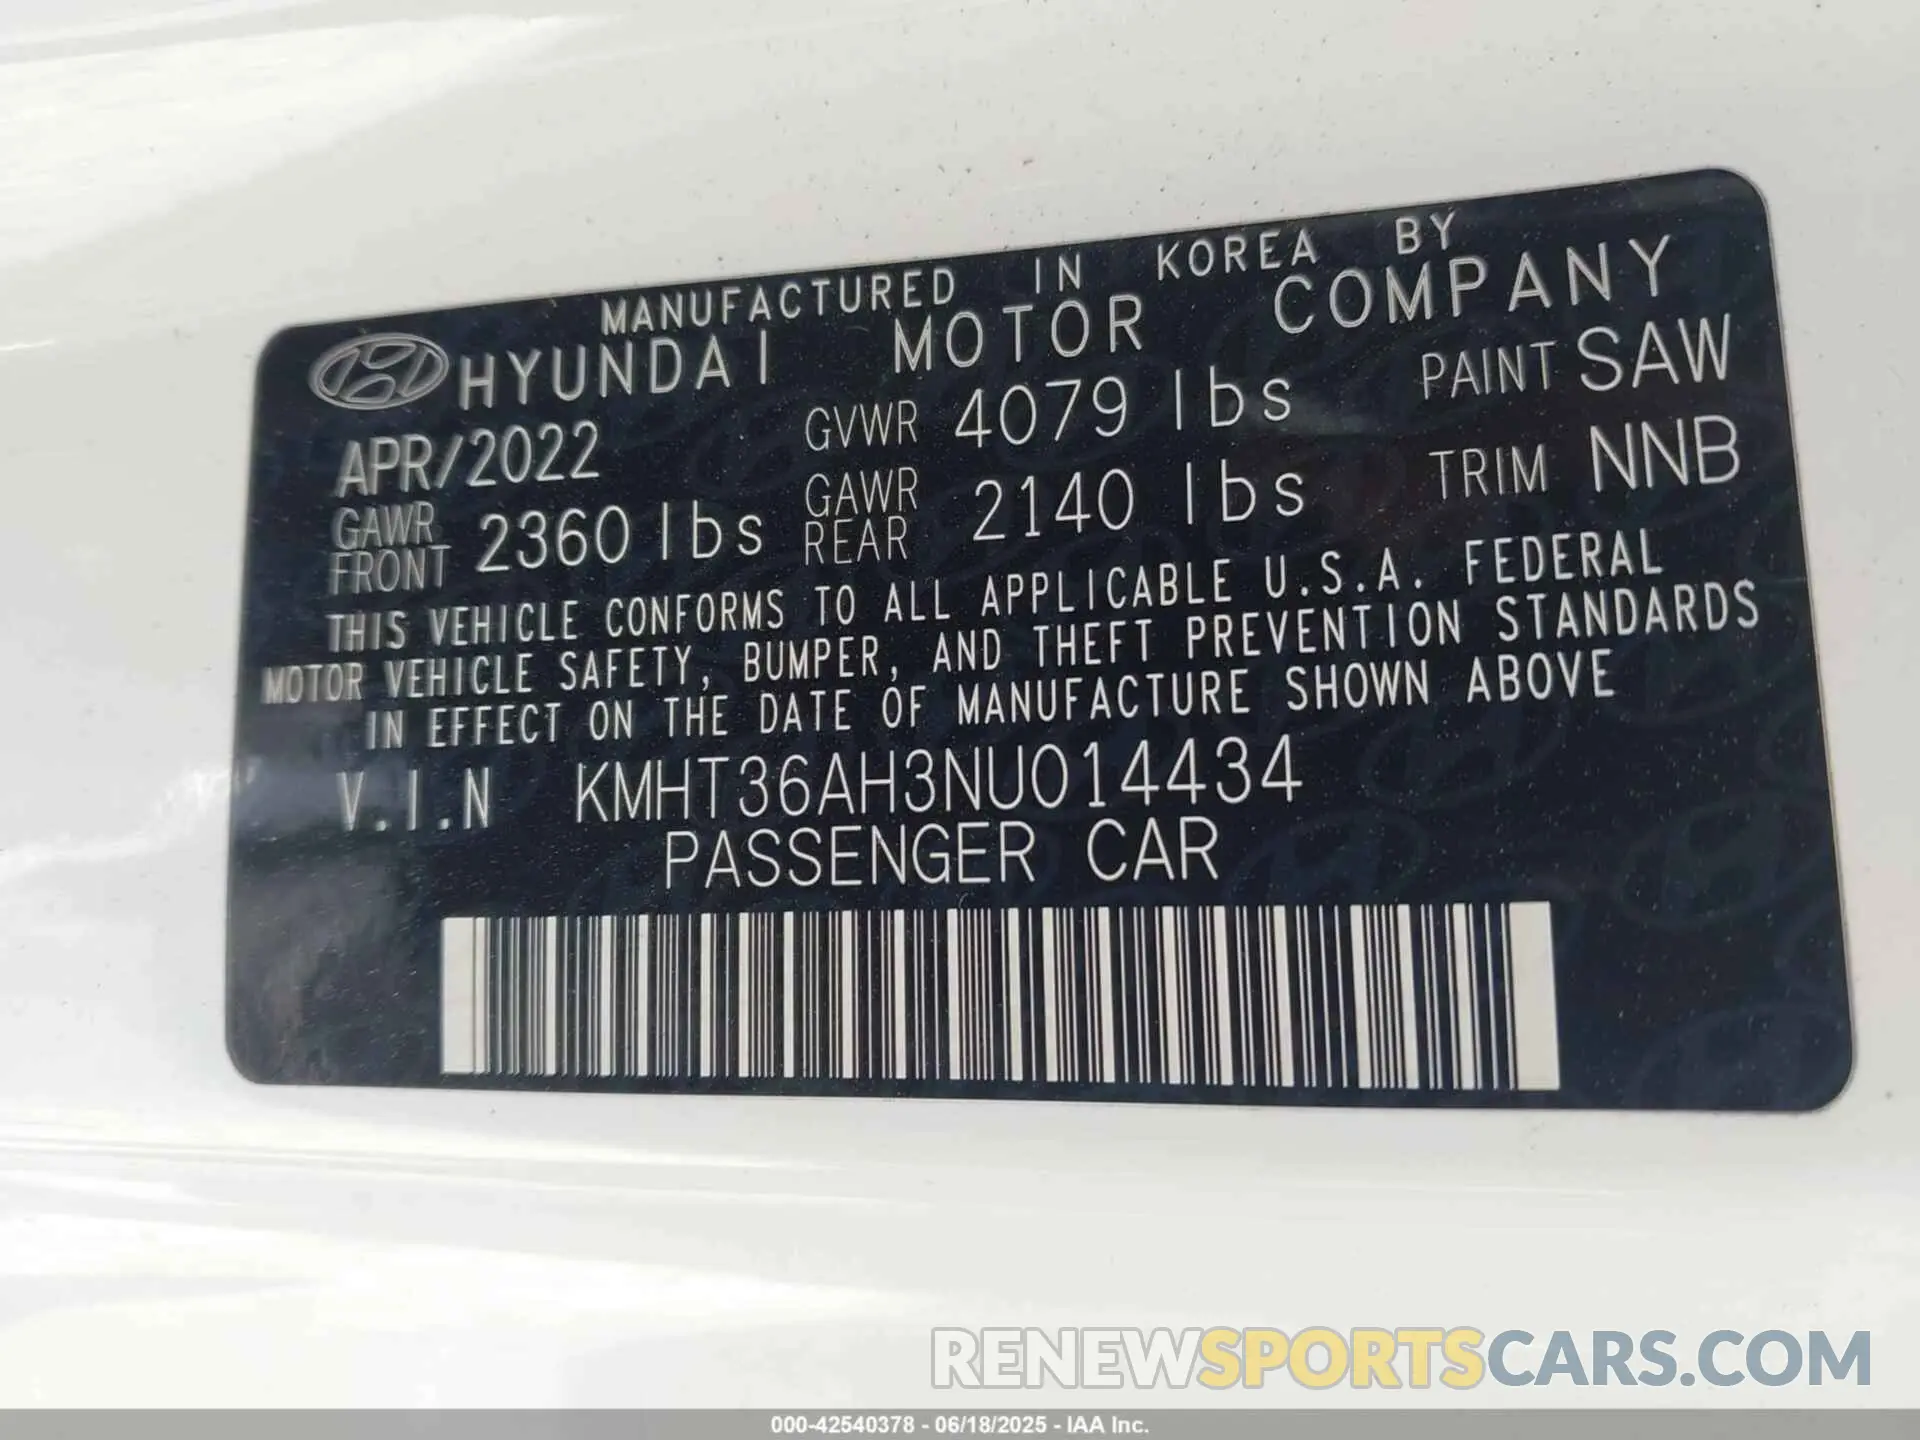 MANUFACTURED IN KOREA BY
HYUNDAI MOTOR COMPANY
APR/2022 GVWR 4079 lbs PAINT SAW
GAWR FRONT 2360 lbs GAWR REAR 2140 lbs TRIM NNB
THIS VEHICLE CONFORMS TO ALL APPLICABLE U.S.A. FEDERAL
MOTOR VEHICLE SAFETY, BUMPER, AND THEFT PREVENTION STANDARDS
IN EFFECT ON THE DATE OF MANUFACTURE SHOWN ABOVE
V.I.N KMHT36AH3NU014434
PASSENGER CAR
RENEWSPORTSCARS.COM
000-42540378 - 06/18/2025 - IAA Inc.